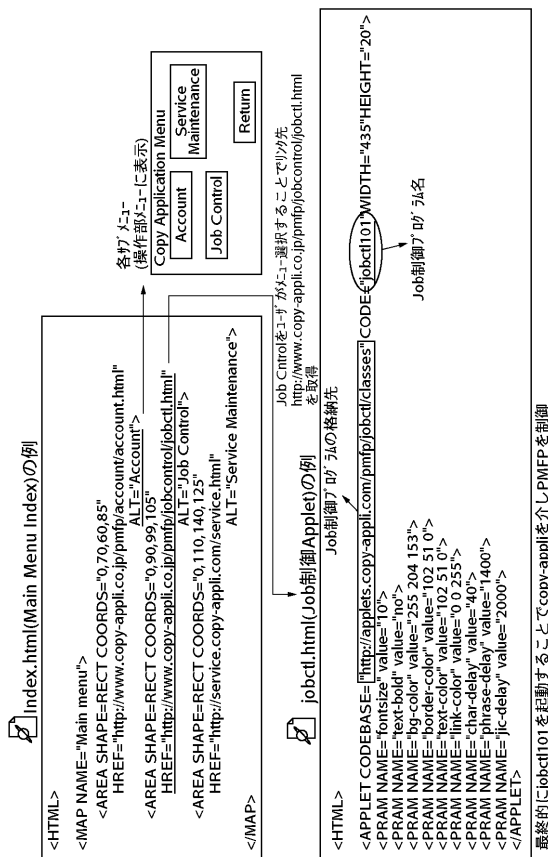 Index.html(Main Menu Index)の例
<HTML>
<MAP NAME="Main menu">
<AREA SHAPE=RECT COORDS="0,70,60,85"
HREF="http://www.copy-appli.co.jp/pmfp/account/account.html"
ALT="Account">
<AREA SHAPE=RECT COORDS="0,90,99,105"
HREF="http://www.copy-appli.co.jp/pmfp/jobcontrol/jobctl.html"
ALT="Job Control">
<AREA SHAPE=RECT COORDS="0,110,140,125"
HREF="http://service.copy-appli.com/service.html"
ALT="Service Maintenance">
</MAP>
各ｻﾌﾞﾒﾆｭｰ
(操作部ﾒﾆｭｰに表示)
Copy Application Menu
Account
Service
Maintenance
Job Control
Return
Job Cntrolをﾕｰｻﾞがﾒﾆｭｰ選択することでﾘﾝｸ先
http://www.copy-appli.co.jp/pmfp/jobcontrol/jobctl.html
を取得
jobctl.html(Job制御Applet)の例
Job制御ﾌﾟﾛｸﾞﾗﾑの格納先
<HTML>
<APPLET CODEBASE="http://applets.copy-appli.com/pmfp/jobctl/classes" CODE="jobctl101"WIDTH="435"HEIGHT="20">
<PRAM NAME="fontsize" value="10">
<PRAM NAME="text-bold" value="no">
<PRAM NAME="bg-color" value="255 204 153">
<PRAM NAME="border-color" value="102 51 0">
<PRAM NAME="text-color" value="102 51 0">
<PRAM NAME="link-color" value="0 0 255">
<PRAM NAME="char-delay" value="40">
<PRAM NAME="phrase-delay" value="1400">
<PRAM NAME="jic-delay" value="2000">
</APPLET>
Job制御ﾌﾟﾛｸﾞﾗﾑ名
最終的にjobctl101を起動することでcopy-appliを介しPMFPを制御